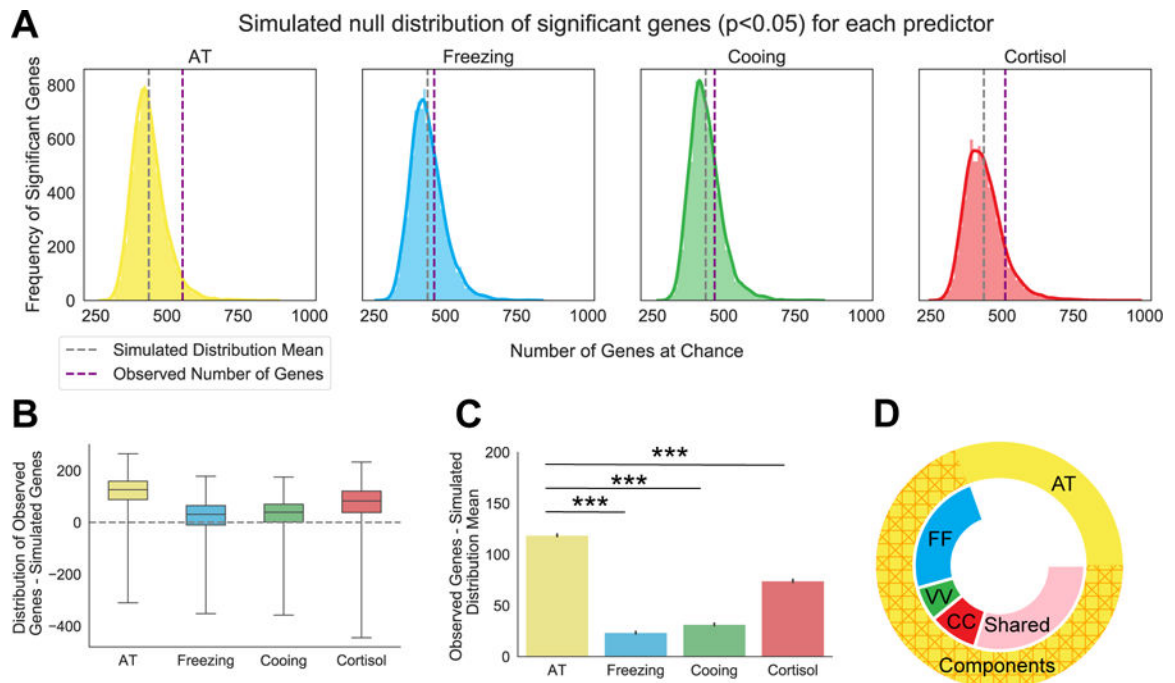 A
Simulated null distribution of significant genes (p<0.05) for each predictor
AT
Freezing
Cooing
Cortisol
Frequency of Significant Genes
800
600
400
200
0
250 500 750 1000
250 500 750 1000
250 500 750 1000
250 500 750 1000
Number of Genes at Chance
Simulated Distribution Mean
Observed Number of Genes
B
Distribution of Observed
Genes - Simulated Genes
200
0
−200
−400
AT Freezing Cooing Cortisol
C
Observed Genes - Simulated
Distribution Mean
200
150
100
50
0
***
***
***
AT Freezing Cooing Cortisol
D
AT
FF
VV
CC
Shared
Components